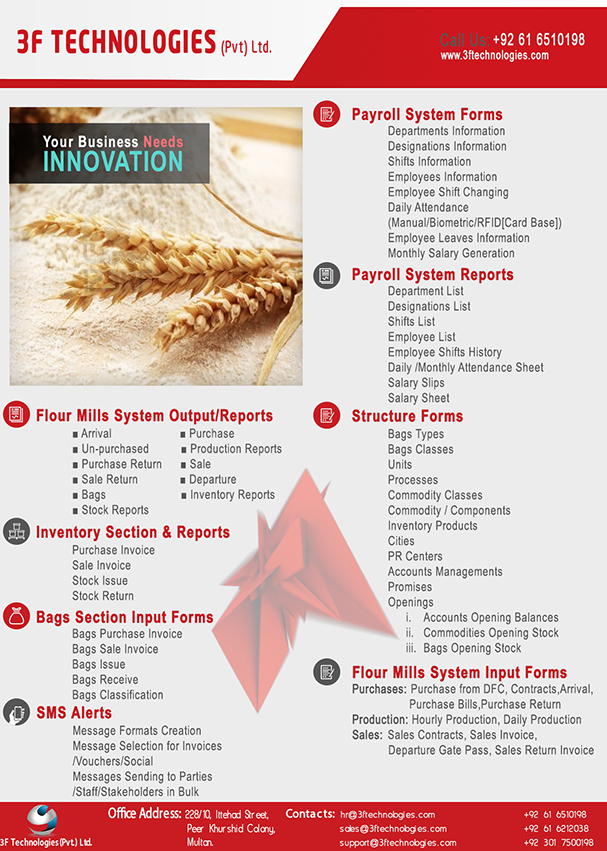 3F TECHNOLOGIES (Pvt) Ltd.
Call Us: +92 61 6510198
www.3ftechnologies.com
Your Business Needs
INNOVATION
Flour Mills System Output/Reports
■ Arrival ■ Purchase
■ Un-purchased ■ Production Reports
■ Purchase Return ■ Sale
■ Sale Return ■ Departure
■ Bags ■ Inventory Reports
■ Stock Reports
Inventory Section & Reports
Purchase Invoice
Sale Invoice
Stock Issue
Stock Return
Bags Section Input Forms
Bags Purchase Invoice
Bags Sale Invoice
Bags Issue
Bags Receive
Bags Classification
SMS Alerts
Message Formats Creation
Message Selection for Invoices
/Vouchers/Social
Messages Sending to Parties
/Staff/Stakeholders in Bulk
Payroll System Forms
Departments Information
Designations Information
Shifts Information
Employees Information
Employee Shift Changing
Daily Attendance
(Manual/Biometric/RFID[Card Base])
Employee Leaves Information
Monthly Salary Generation
Payroll System Reports
Department List
Designations List
Shifts List
Employee List
Employee Shifts History
Daily /Monthly Attendance Sheet
Salary Slips
Salary Sheet
Structure Forms
Bags Types
Bags Classes
Units
Processes
Commodity Classes
Commodity / Components
Inventory Products
Cities
PR Centers
Accounts Managements
Promises
Openings
i. Accounts Opening Balances
ii. Commodities Opening Stock
iii. Bags Opening Stock
Flour Mills System Input Forms
Purchases: Purchase from DFC, Contracts,Arrival,
Purchase Bills,Purchase Return
Production: Hourly Production, Daily Production
Sales: Sales Contracts, Sales Invoice,
Departure Gate Pass, Sales Return Invoice
3F Technologies (Pvt.) Ltd.
Office Address: 228/10, Ittehad Street,
Peer Khurshid Colony,
Multan.
Contacts: hr@3ftechnologies.com +92 61 6510198
sales@3ftechnologies.com +92 61 6212038
support@3ftechnologies.com +92 301 7500198